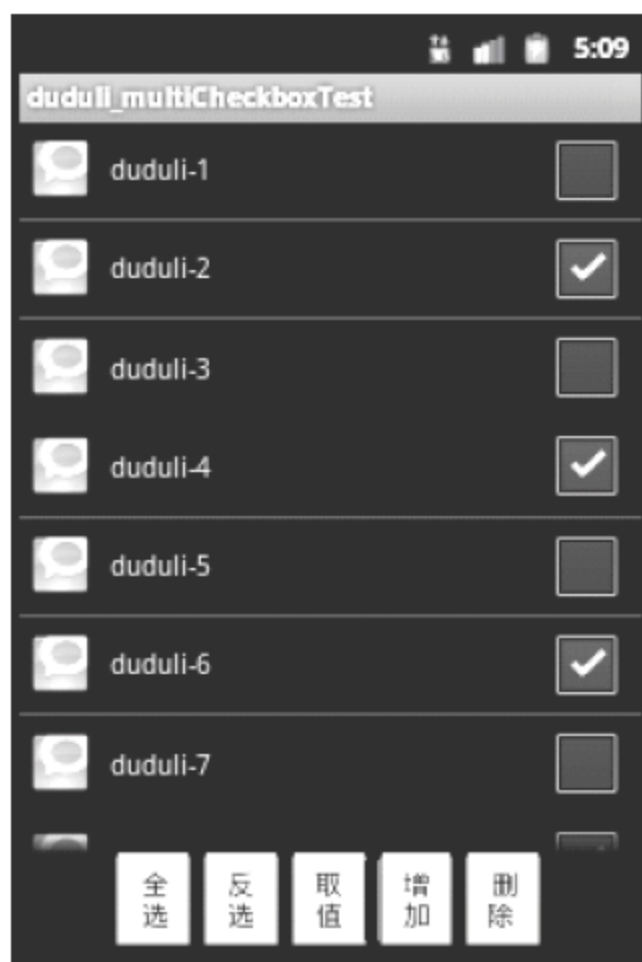 5:09
duduli_multiCheckboxTest
duduli-1
duduli-2
duduli-3
duduli-4
duduli-5
duduli-6
duduli-7
全选
反选
取值
增加
删除